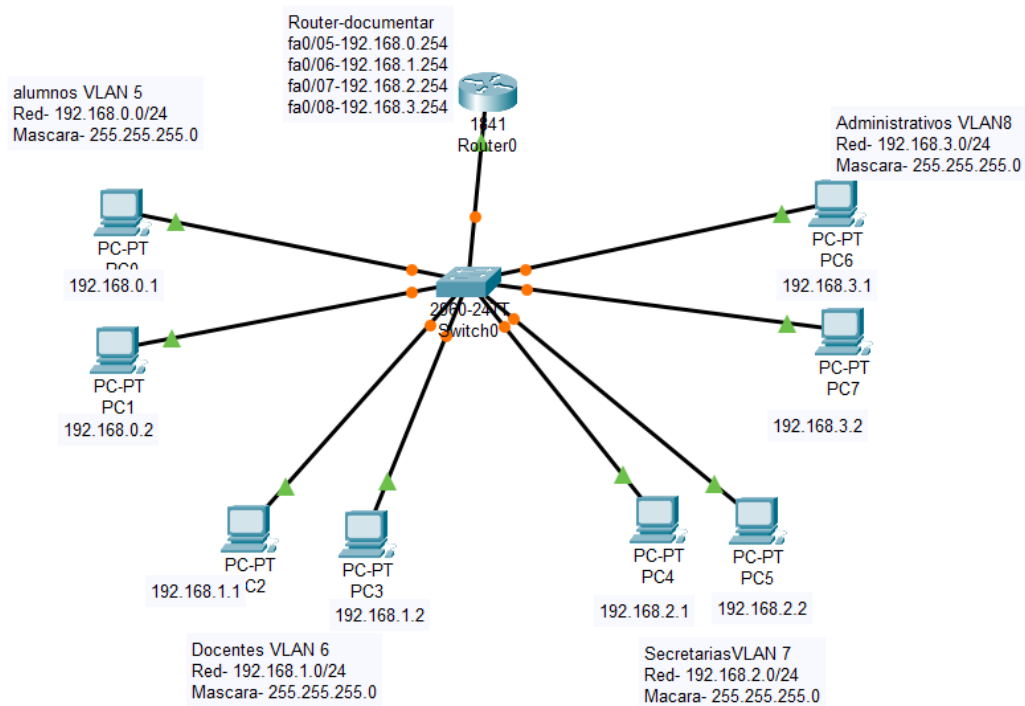 Router-documentar
fa0/05-192.168.0.254
fa0/06-192.168.1.254
fa0/07-192.168.2.254
fa0/08-192.168.3.254
1841
Router0
alumnos VLAN 5
Red- 192.168.0.0/24
Mascara- 255.255.255.0
Administrativos VLAN8
Red- 192.168.3.0/24
Mascara- 255.255.255.0
PC-PT
PC0
192.168.0.1
PC-PT
PC6
192.168.3.1
2960-24TT
Switch0
PC-PT
PC1
192.168.0.2
PC-PT
PC7
192.168.3.2
PC-PT
C2
192.168.1.1
PC-PT
PC3
192.168.1.2
PC-PT
PC4
192.168.2.1
PC-PT
PC5
192.168.2.2
Docentes VLAN 6
Red- 192.168.1.0/24
Mascara- 255.255.255.0
SecretariasVLAN 7
Red- 192.168.2.0/24
Macara- 255.255.255.0